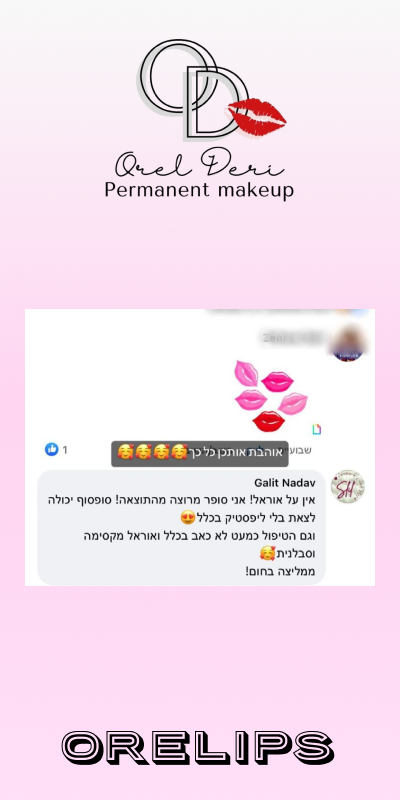 OD
Orel Deri
Permanent makeup
1
אוהבת אותכן כל כך🥰🥰🥰🥰
Galit Nadav
אין על אוראל! אני סופר מרוצה מהתוצאה! סופסוף יכולה
לצאת בלי ליפסטיק בכלל😍
וגם הטיפול כמעט לא כאב בכלל ואוראל מקסימה
וסבלנית🥰
ממליצה בחום!
SH
ORELIPS